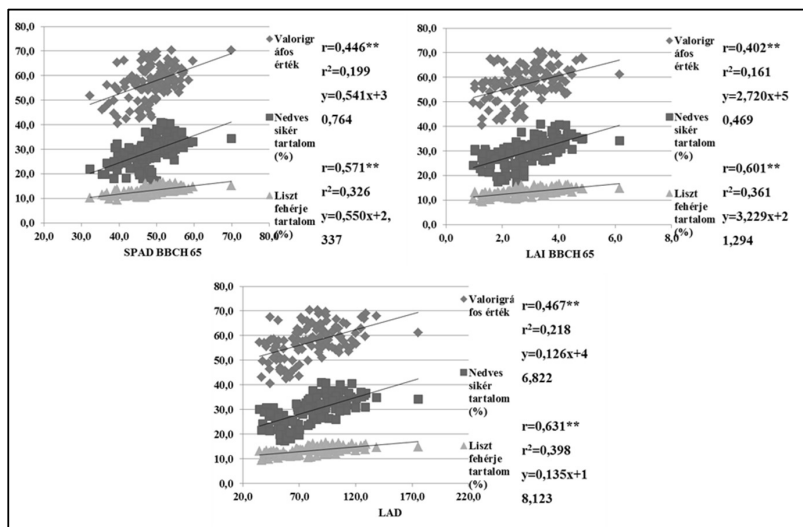 80,0
70,0
60,0
50,0
40,0
30,0
20,0
10,0
0,0
20,0 30,0 40,0 50,0 60,0 70,0 80,0
SPAD BBCH 65
Valorigr
áfos
érték
Nedves
sikér
tartalom
(%)
Liszt
fehérje
tartalom
(%)
r=0,446**
r²=0,199
y=0,541x+3
0,764
r=0,571**
r²=0,326
y=0,550x+2,
337
80,0
70,0
60,0
50,0
40,0
30,0
20,0
10,0
0,0
0,0 2,0 4,0 6,0 8,0
LAI BBCH 65
Valorigr
áfos
érték
Nedves
sikér
tartalom
(%)
Liszt
fehérje
tartalom
(%)
r=0,402**
r²=0,161
y=2,720x+5
0,469
r=0,601**
r²=0,361
y=3,229x+2
1,294
80,0
70,0
60,0
50,0
40,0
30,0
20,0
10,0
0,0
20,0 70,0 120,0 170,0 220,0
LAD
Valorigrá
fos érték
Nedves
sikér
tartalom
(%)
Liszt
fehérje
tartalom
(%)
r=0,467**
r²=0,218
y=0,126x+4
6,822
r=0,631**
r²=0,398
y=0,135x+1
8,123